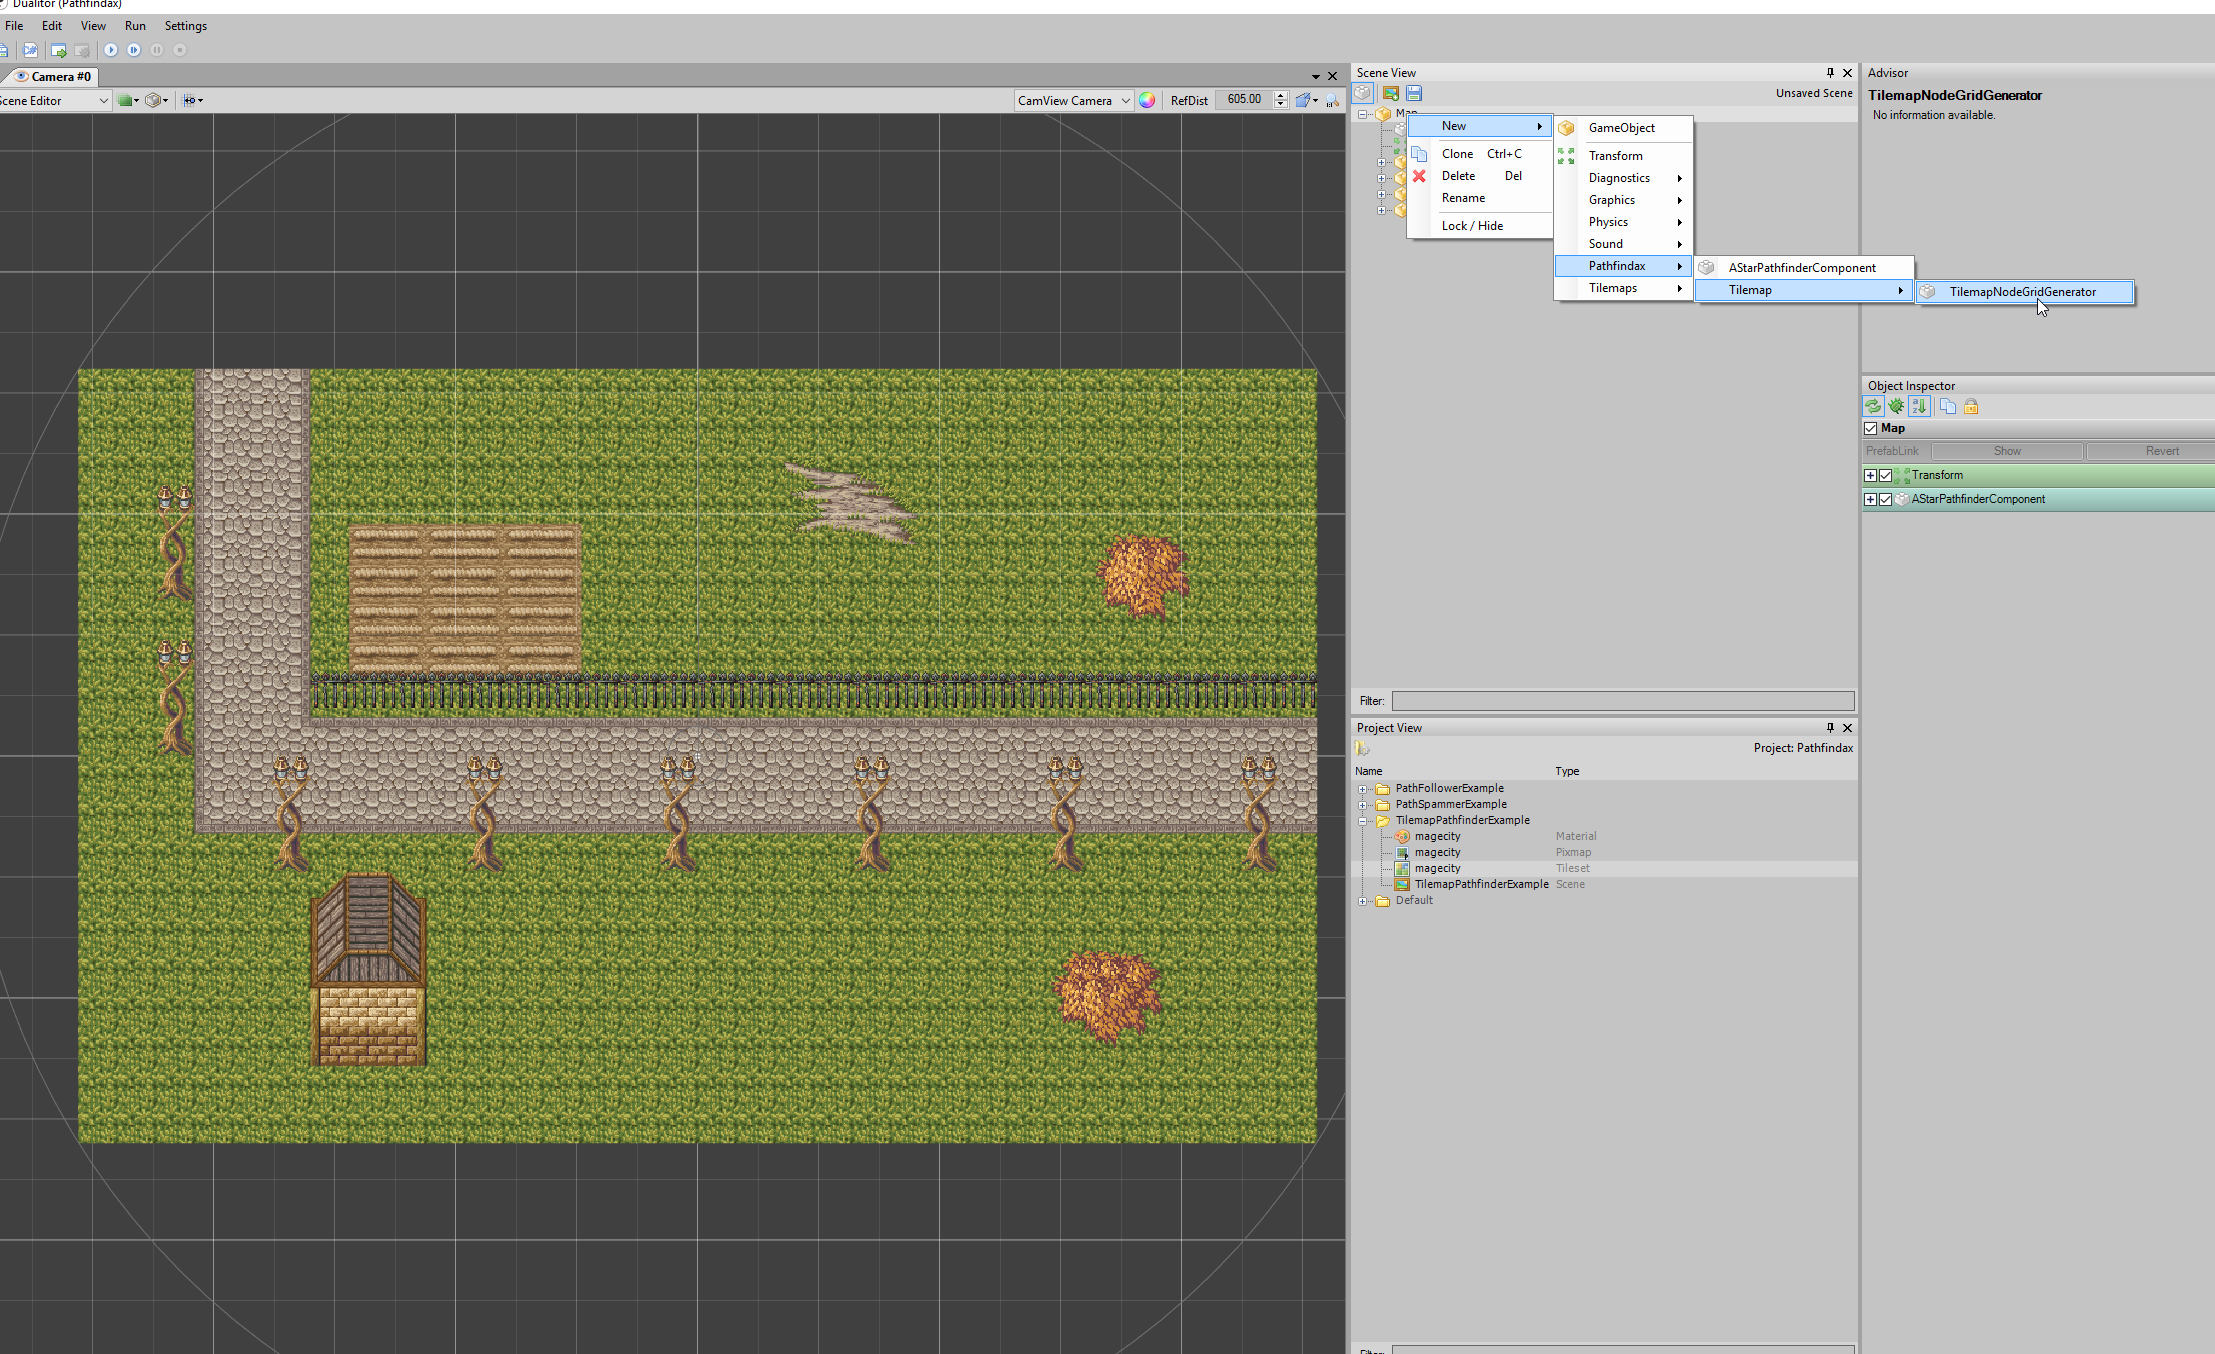 Dualitor (Pathfindax)
File Edit View Run Settings
Camera #0
Scene Editor
CamView Camera RefDist 605.00
Scene View
Unsaved Scene
Map
New
Clone Ctrl+C
Delete Del
Rename
Lock / Hide
GameObject
Transform
Diagnostics
Graphics
Physics
Sound
Pathfindax
Tilemaps
AStarPathfinderComponent
Tilemap
TilemapNodeGridGenerator
Filter:
Project View
Project: Pathfindax
Name Type
PathFollowerExample
PathSpammerExample
TilemapPathfinderExample
magecity Material
magecity Pixmap
magecity Tileset
TilemapPathfinderExample Scene
Default
Advisor
TilemapNodeGridGenerator
No information available.
Object Inspector
Map
PrefabLink Show Revert
Transform
AStarPathfinderComponent
Filter: